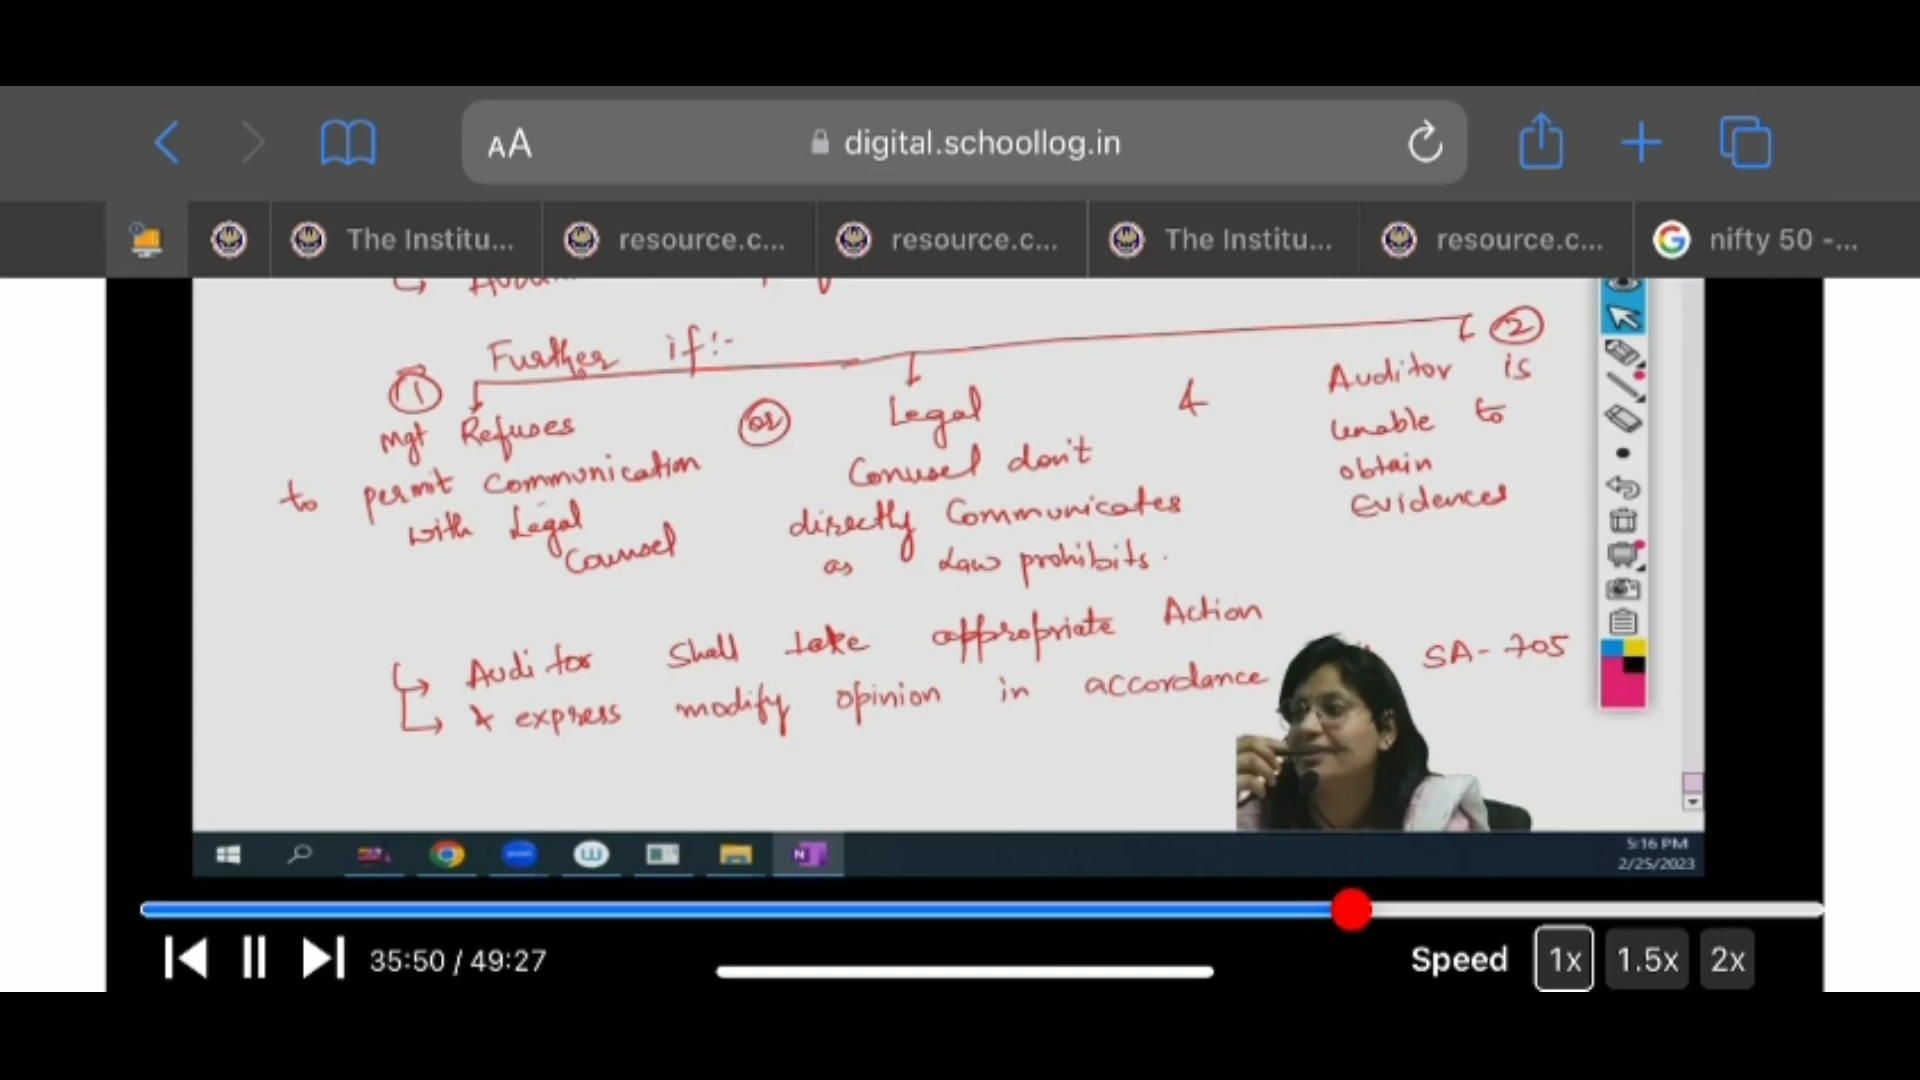 AA digital.schoollog.in
The Institu... resource.c... resource.c... The Institu... resource.c... nifty 50 -...
Further if:-
1 2
Mgt Refuses or Legal & Auditor is
to permit communication Conusel don't unable to
with Legal directly Communicates obtain
Counsel as Law prohibits. Evidences
Auditor shall take appropriate Action
& express modify opinion in accordance SA-705
5:16 PM
2/25/2023
35:50 / 49:27 Speed 1x 1.5x 2x